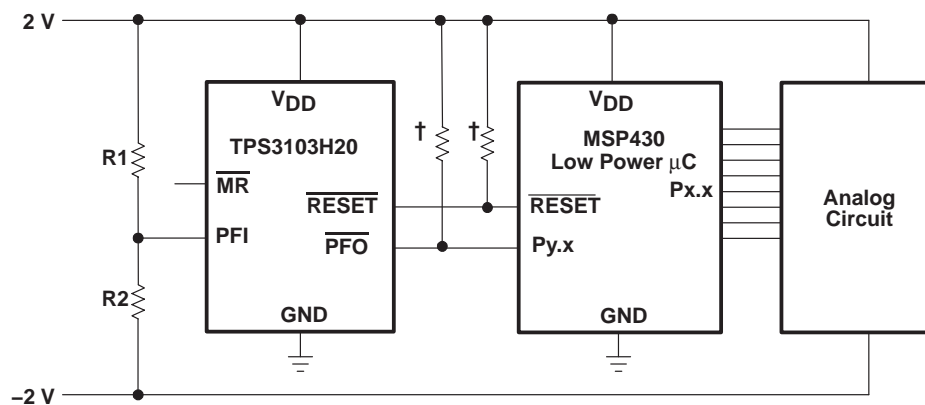 2 V
VDD
TPS3103H20
R1
MR
RESET
PFI
PFO
R2
GND
†
†
VDD
MSP430
Low Power μC
Px.x
RESET
Py.x
GND
Analog
Circuit
–2 V